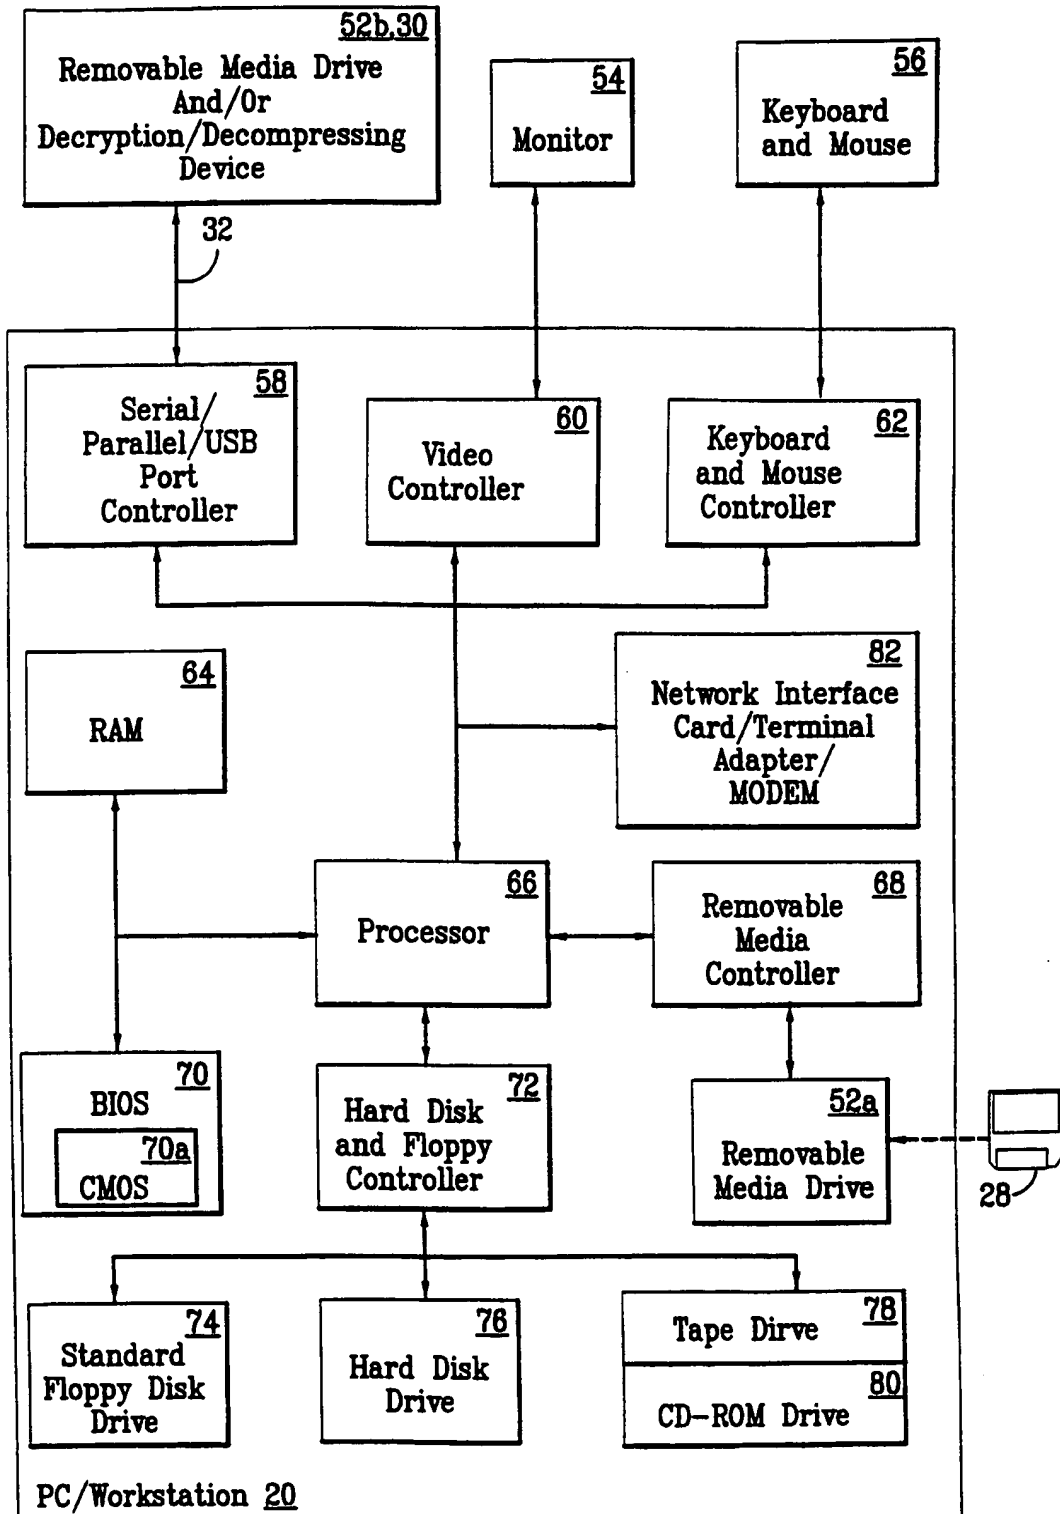 52b,30
Removable Media Drive
And/Or
Decryption/Decompressing
Device
54
Monitor
56
Keyboard
and Mouse
32
58
Serial/
Parallel/USB
Port
Controller
60
Video
Controller
62
Keyboard
and Mouse
Controller
64
RAM
82
Network Interface
Card/Terminal
Adapter/
MODEM
66
Processor
68
Removable
Media
Controller
70
BIOS
70a
CMOS
72
Hard Disk
and Floppy
Controller
52a
Removable
Media Drive
28
74
Standard
Floppy Disk
Drive
76
Hard Disk
Drive
78
Tape Dirve
80
CD-ROM Drive
PC/Workstation 20